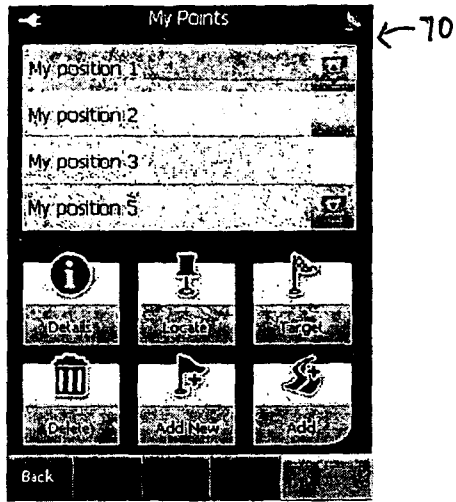 My Points
70
My position 1
My position 2
My position 3
My position 5
Details Locate Target
Delete Add New Add
Back